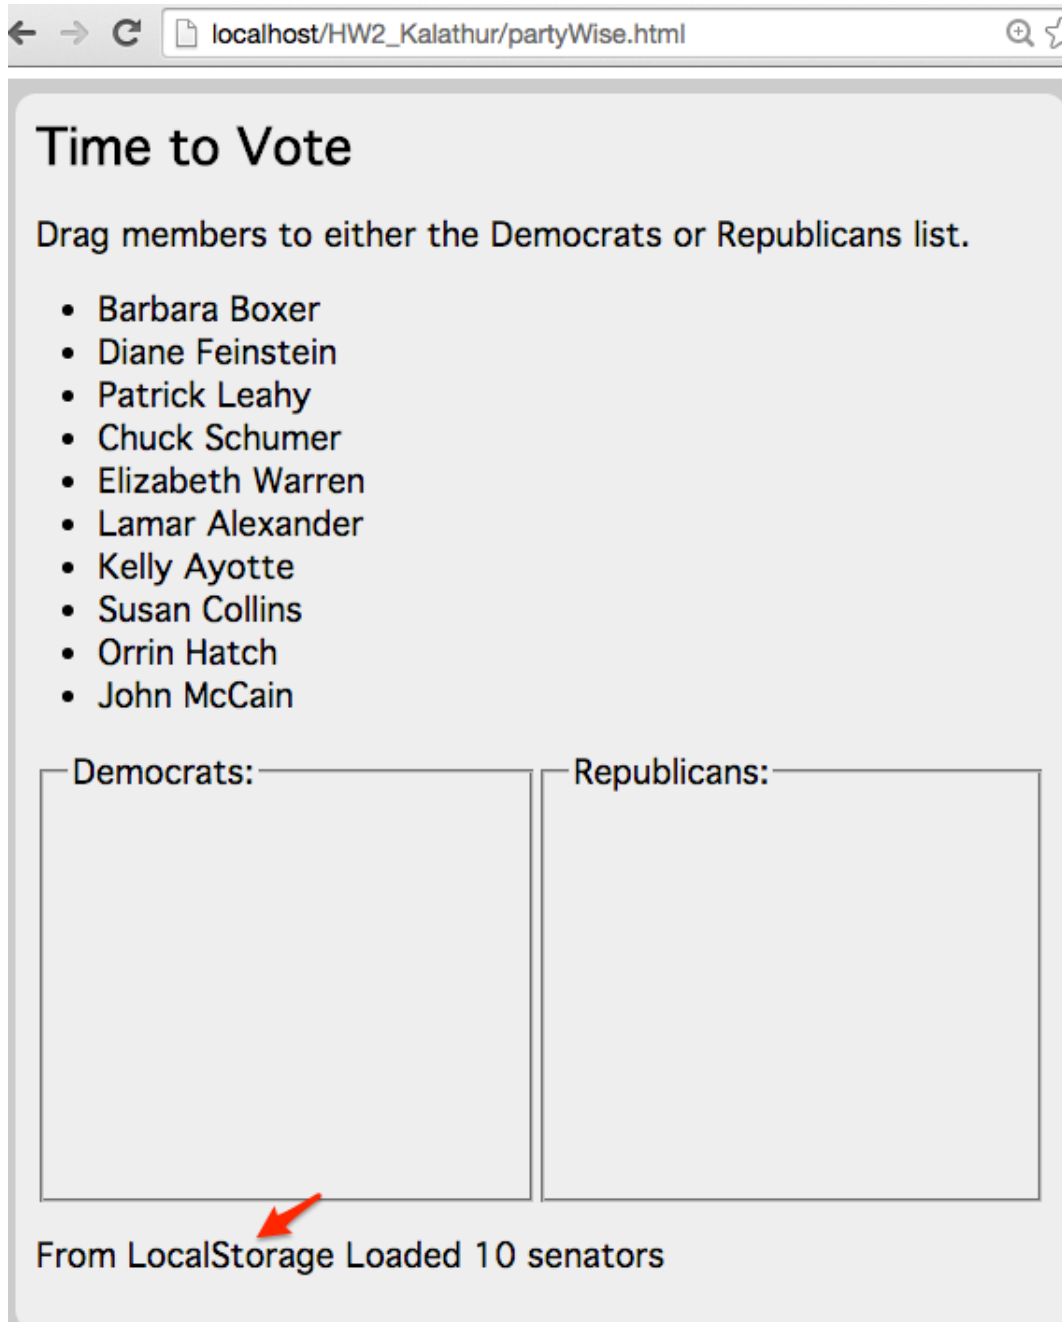 localhost/HW2_Kalathur/partyWise.html
Time to Vote
Drag members to either the Democrats or Republicans list.
• Barbara Boxer
• Diane Feinstein
• Patrick Leahy
• Chuck Schumer
• Elizabeth Warren
• Lamar Alexander
• Kelly Ayotte
• Susan Collins
• Orrin Hatch
• John McCain
Democrats: Republicans:
From LocalStorage Loaded 10 senators